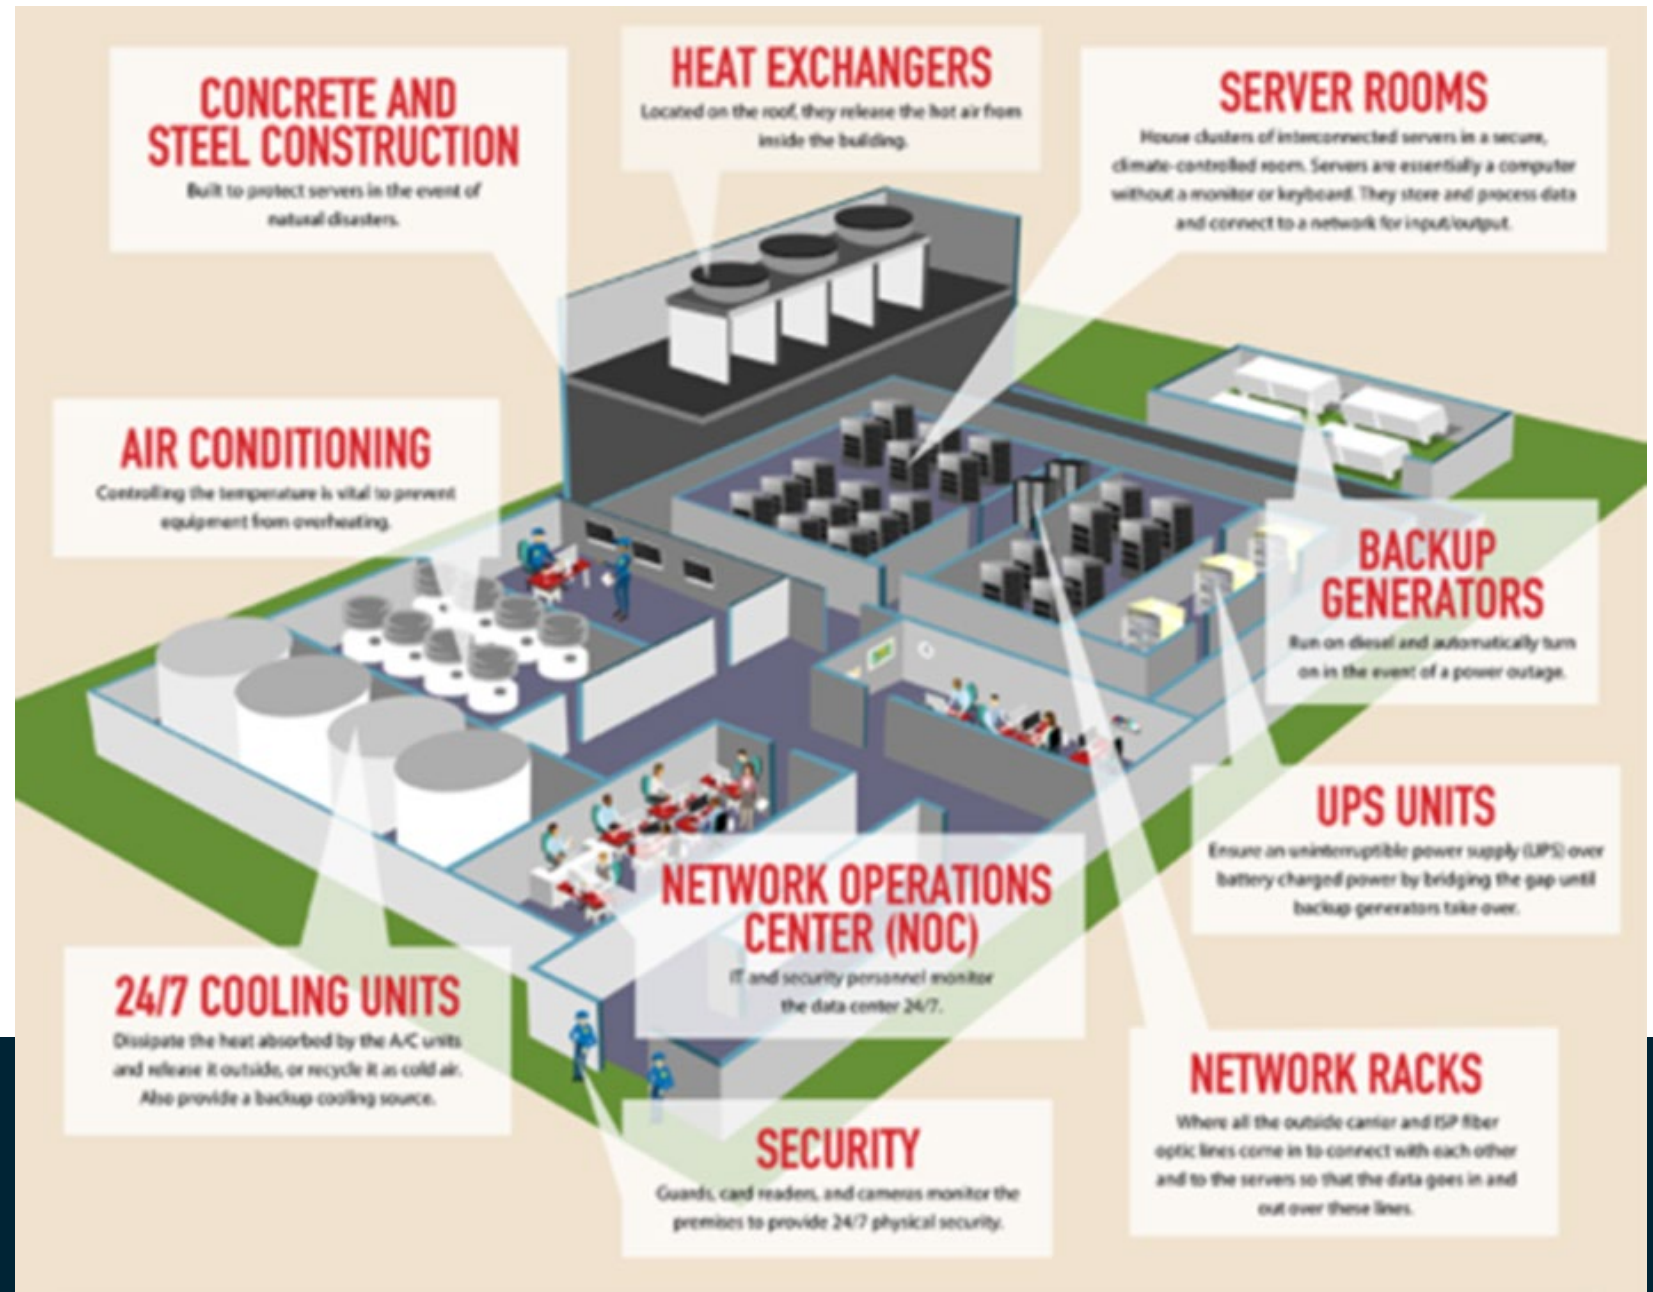 CONCRETE AND
STEEL CONSTRUCTION
Built to protect servers in the event of
natural disasters.
HEAT EXCHANGERS
Located on the roof, they release the hot air from
inside the building.
SERVER ROOMS
House clusters of interconnected servers in a secure,
climate-controlled room. Servers are essentially a computer
without a monitor or keyboard. They store and process data
and connect to a network for input/output.
AIR CONDITIONING
Controlling the temperature is vital to prevent
equipment from overheating.
BACKUP
GENERATORS
Run on diesel and automatically turn
on in the event of a power outage.
UPS UNITS
Ensure an uninterruptible power supply (UPS) over
battery charged power by bridging the gap until
backup generators take over.
NETWORK OPERATIONS
CENTER (NOC)
IT and security personnel monitor
the data center 24/7.
24/7 COOLING UNITS
Dissipate the heat absorbed by the A/C units
and release it outside, or recycle it as cold air.
Also provide a backup cooling source.
NETWORK RACKS
Where all the outside carrier and ISP fiber
optic lines come in to connect with each other
and to the servers so that the data goes in and
out over these lines.
SECURITY
Guards, card readers, and cameras monitor the
premises to provide 24/7 physical security.